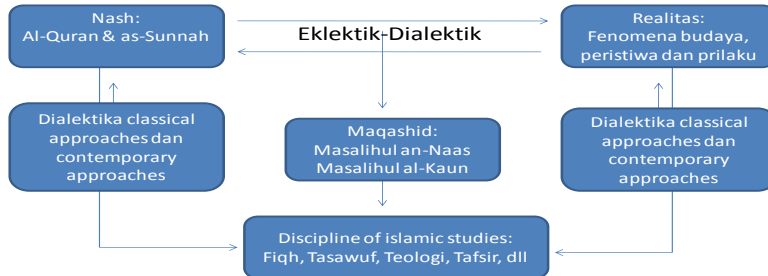 Nash:
Al-Quran & as-Sunnah
Eklektik-Dialektik
Realitas:
Fenomena budaya,
peristiwa dan prilaku
Dialektika classical
approaches dan
contemporary
approaches
Maqashid:
Masalihul an-Naas
Masalihul al-Kaun
Dialektika classical
approaches dan
contemporary
approaches
Discipline of islamic studies:
Fiqh, Tasawuf, Teologi, Tafsir, dll